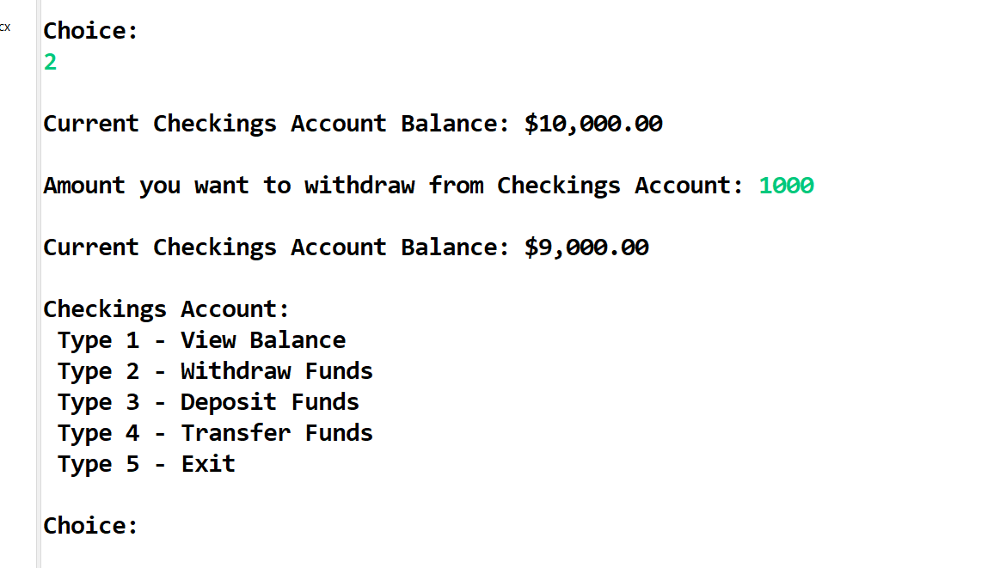 cx
Choice:
2
Current Checkings Account Balance: $10,000.00
Amount you want to withdraw from Checkings Account: 1000
Current Checkings Account Balance: $9,000.00
Checkings Account:
Type 1 - View Balance
Type 2 - Withdraw Funds
Type 3 - Deposit Funds
Type 4 - Transfer Funds
Type 5 - Exit
Choice: